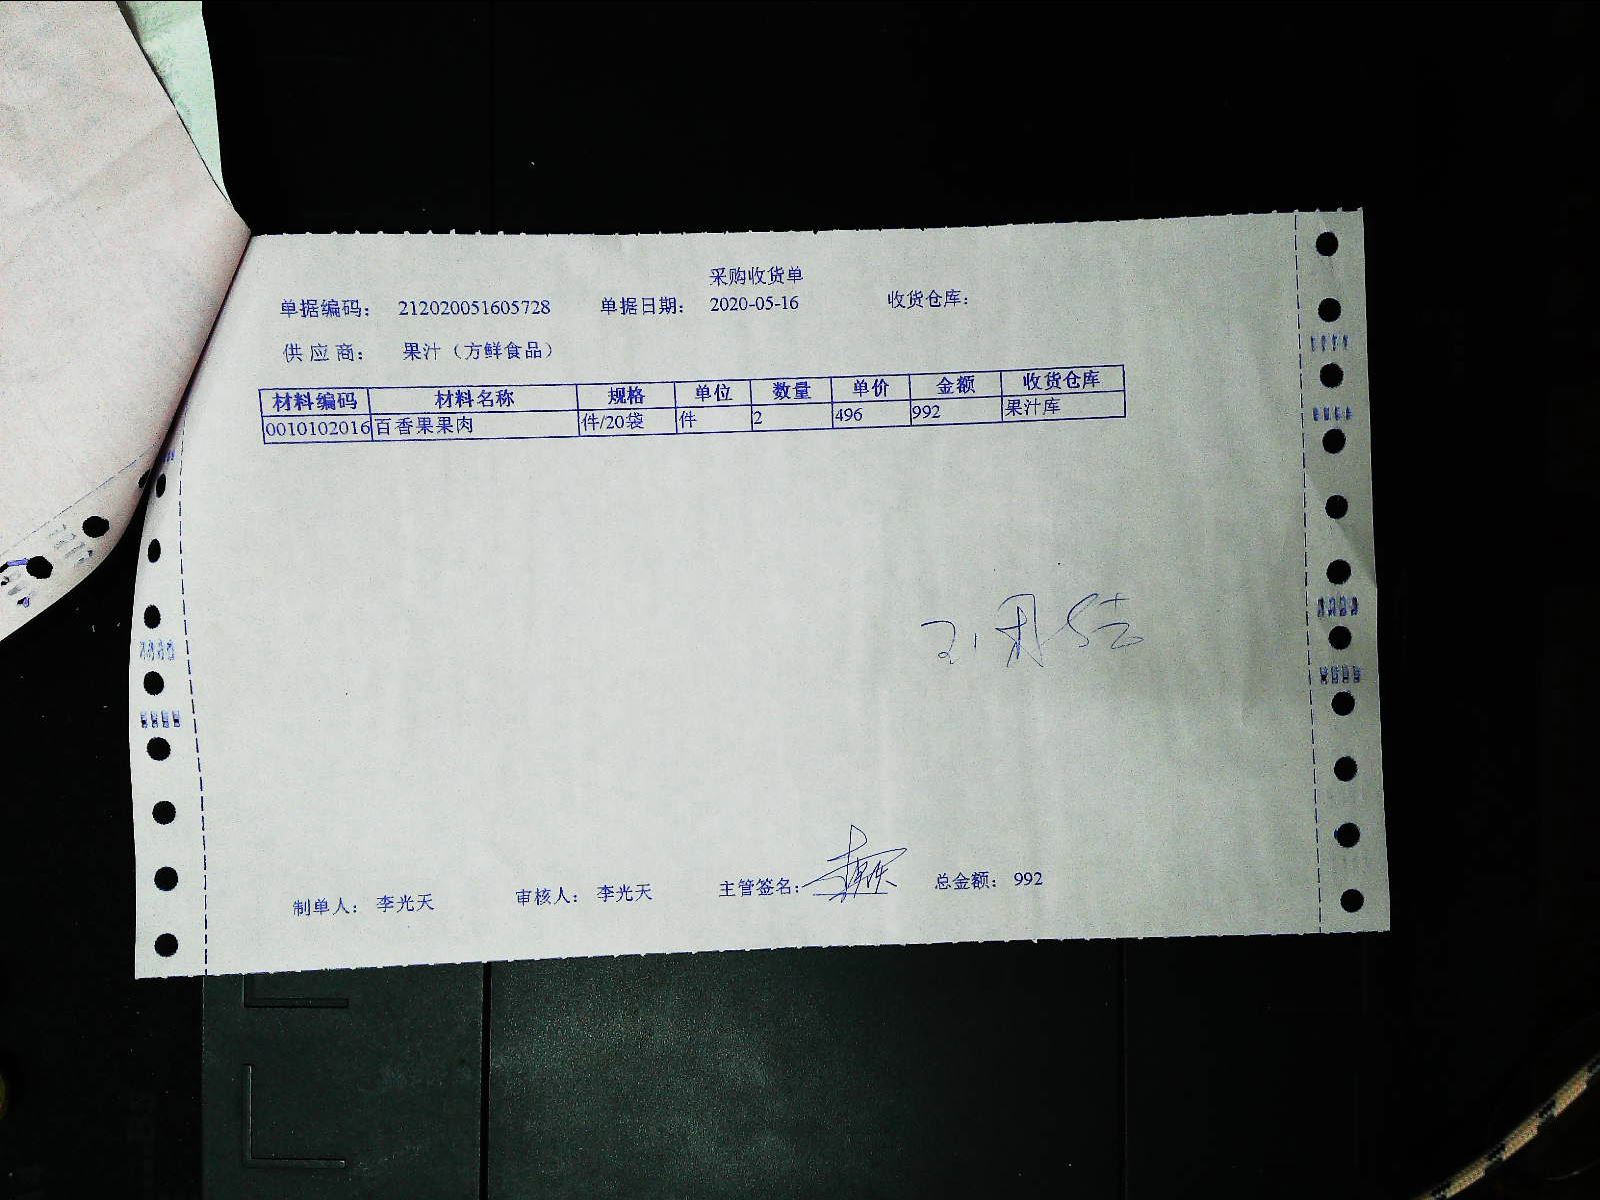 采购收货单
单据编码： 212020051605728 单据日期： 2020-05-16 收货仓库：
供应商： 果汁（方鲜食品）
材料编码 材料名称 规格 单位 数量 单价 金额 收货仓库
0010102016 百香果果肉 件/20袋 件 2 496 992 果汁库
制单人： 李光天 审核人： 李光天 主管签名： 总金额： 992